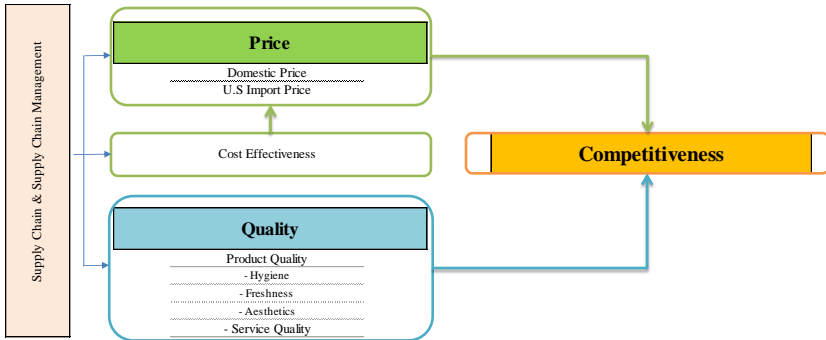 Supply Chain & Supply Chain Management
Price
Domestic Price
U.S Import Price
Cost Effectiveness
Competitiveness
Quality
Product Quality
- Hygiene
- Freshness
- Aesthetics
- Service Quality